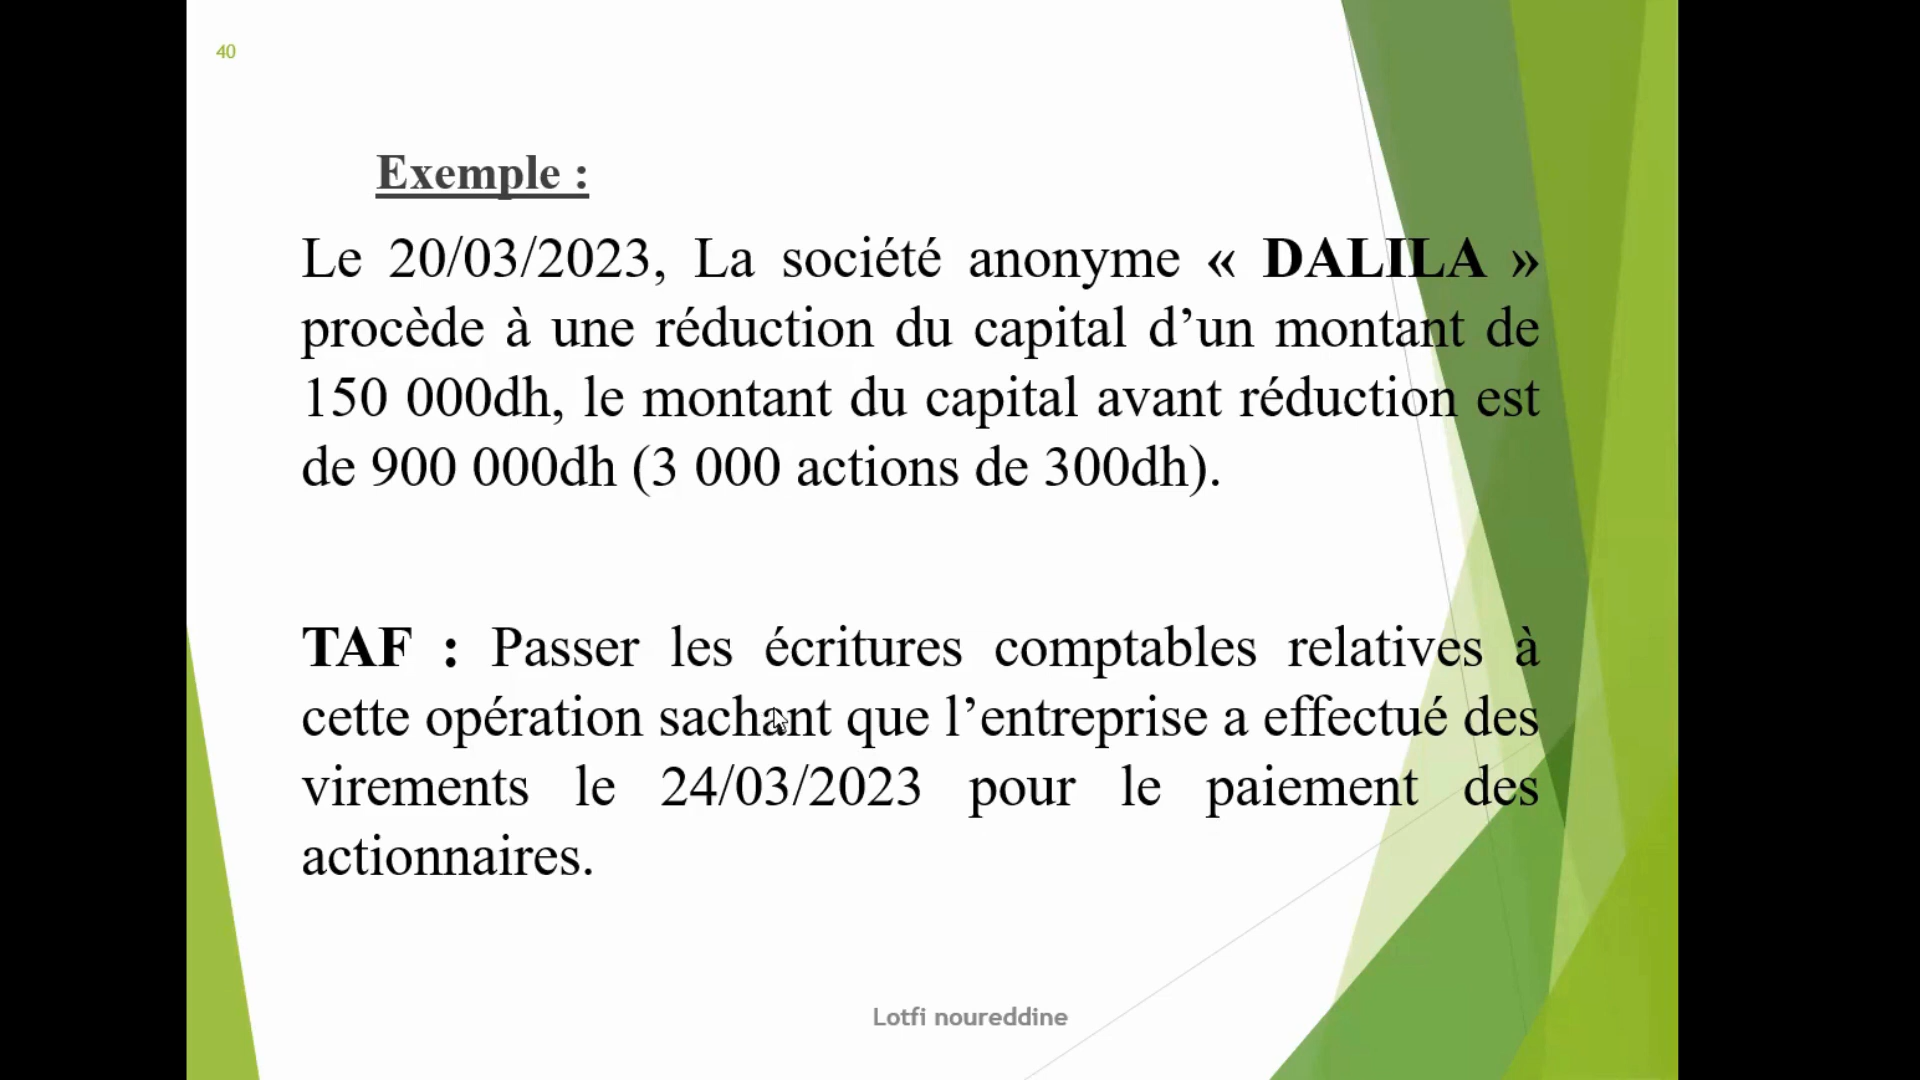 40
Exemple :
Le 20/03/2023, La société anonyme « DALILA »
procède à une réduction du capital d’un montant de
150 000dh, le montant du capital avant réduction est
de 900 000dh (3 000 actions de 300dh).
TAF : Passer les écritures comptables relatives à
cette opération sachant que l’entreprise a effectué des
virements le 24/03/2023 pour le paiement des
actionnaires.
Lotfi noureddine